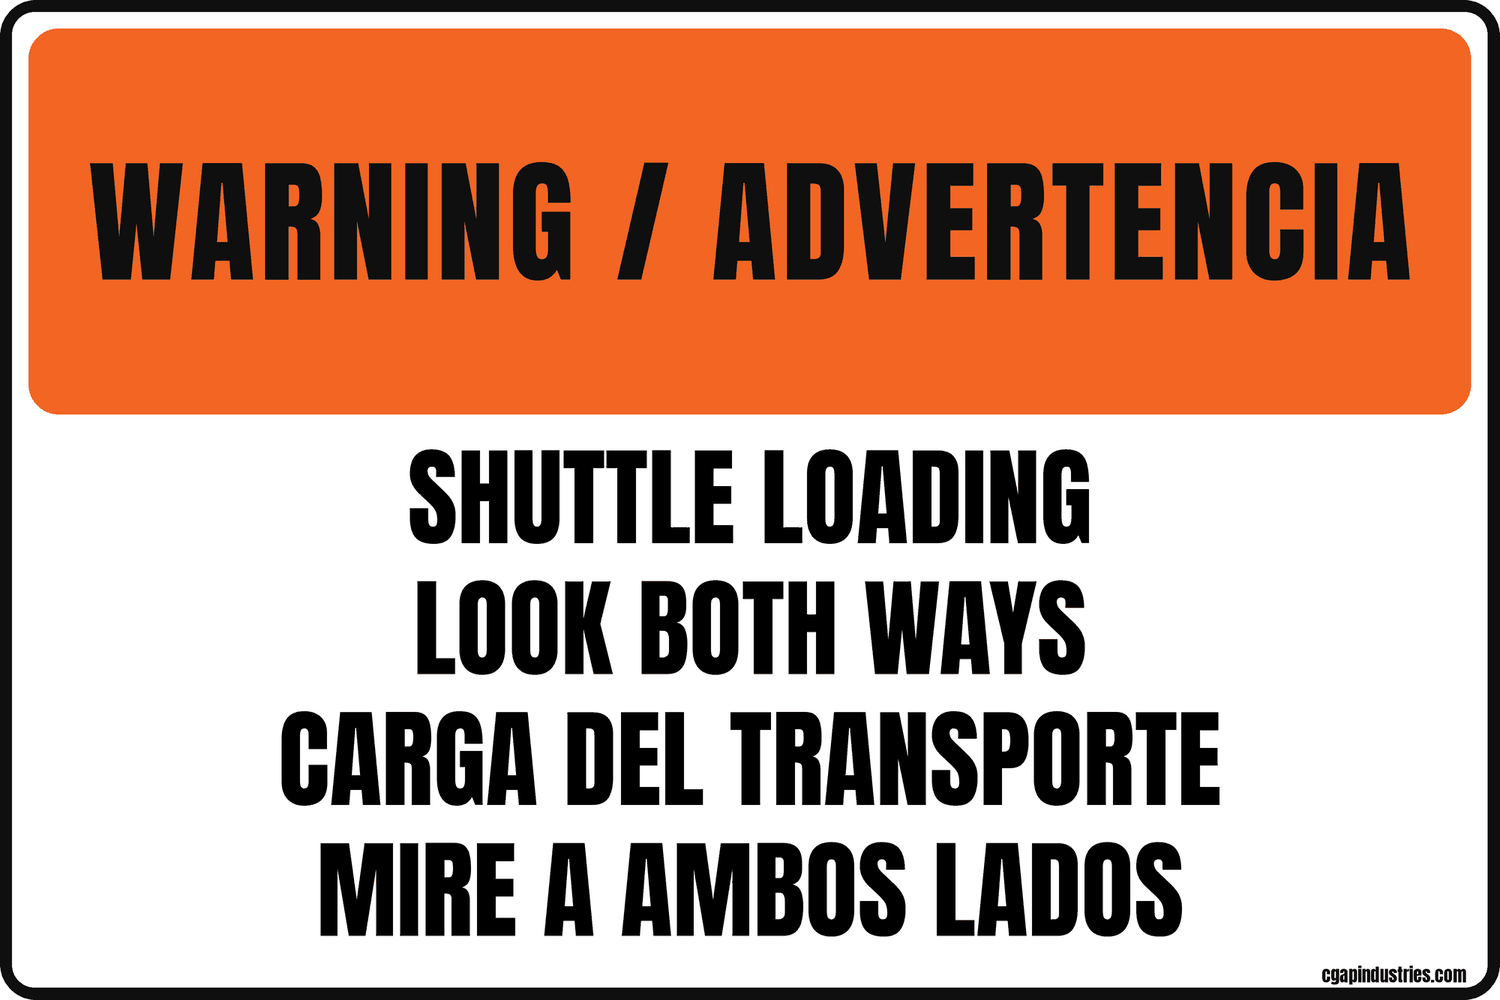 WARNING / ADVERTENCIA
SHUTTLE LOADING
LOOK BOTH WAYS
CARGA DEL TRANSPORTE
MIRE A AMBOS LADOS
cgapindustries.com